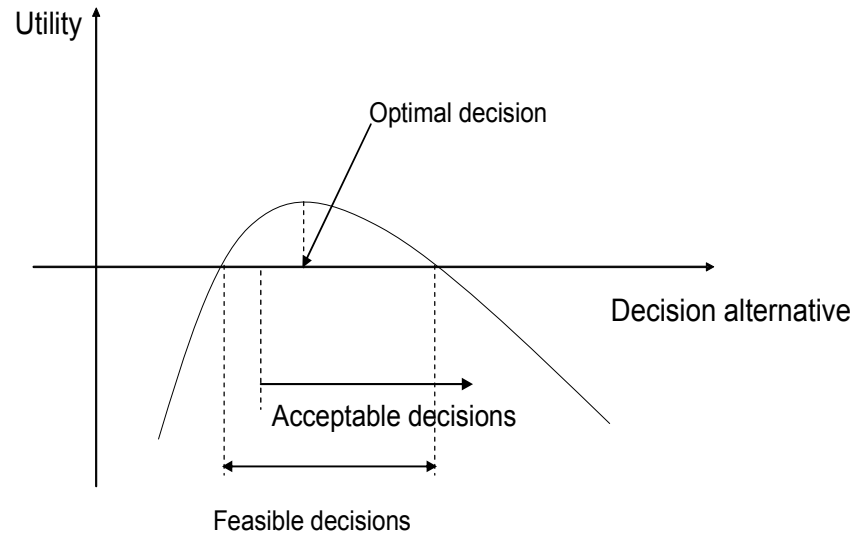 Utility
Optimal decision
Decision alternative
Acceptable decisions
Feasible decisions